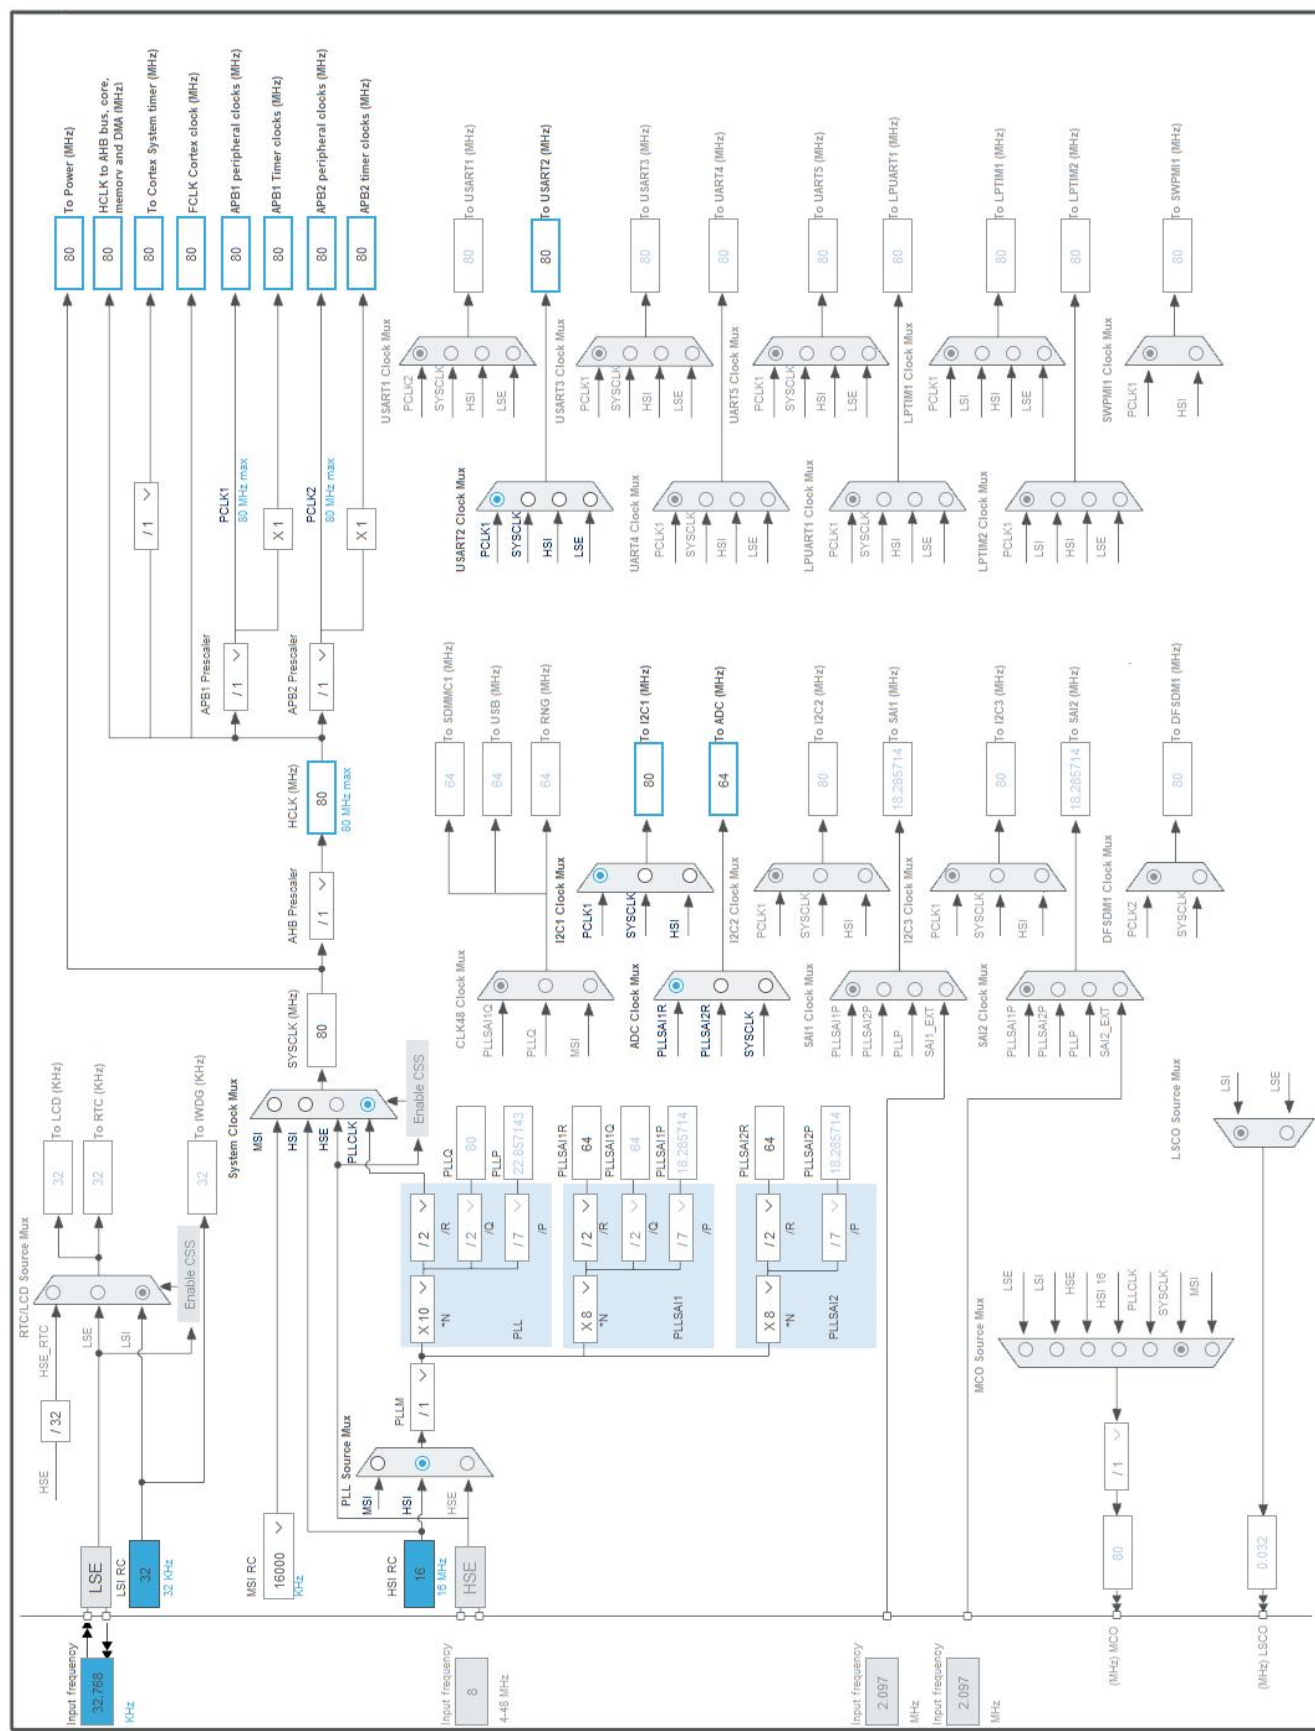 Input frequency
32.768
KHz
LSE
LSI RC
32
32 KHz
HSE
/ 32
HSE_RTC
LSE
LSI
RTC/LCD Source Mux
Enable CSS
32
To LCD (KHz)
32
To RTC (KHz)
32
To IWDG (KHz)
MSI RC
16000
KHz
HSI RC
16
16 MHz
HSE
Input frequency
8
4-48 MHz
PLL Source Mux
MSI
HSI
HSE
PLLM
/ 1
X 10
*N
PLL
/ 2
/R
/ 2
/Q
/ 7
/P
PLLQ
80
PLLP
22.857143
X 8
*N
PLLSAI1
/ 2
/R
/ 2
/Q
/ 7
/P
PLLSAI1R
64
PLLSAI1Q
64
PLLSAI1P
18.285714
X 8
*N
PLLSAI2
/ 2
/R
/ 7
/P
PLLSAI2R
64
PLLSAI2P
18.285714
System Clock Mux
MSI
HSI
HSE
PLLCLK
Enable CSS
SYSCLK (MHz)
80
AHB Prescaler
/ 1
HCLK (MHz)
80
80 MHz max
APB1 Prescaler
/ 1
APB2 Prescaler
/ 1
/ 1
PCLK1
80 MHz max
X 1
PCLK2
80 MHz max
X 1
80
To Power (MHz)
80
HCLK to AHB bus, core,
memory and DMA (MHz)
80
To Cortex System timer (MHz)
80
FCLK Cortex clock (MHz)
80
APB1 peripheral clocks (MHz)
80
APB1 Timer clocks (MHz)
80
APB2 peripheral clocks (MHz)
80
APB2 timer clocks (MHz)
CLK48 Clock Mux
PLLSAI1Q
PLLQ
MSI
64
To SDMMC1 (MHz)
64
To USB (MHz)
64
To RNG (MHz)
I2C1 Clock Mux
PCLK1
SYSCLK
HSI
80
To I2C1 (MHz)
ADC Clock Mux
PLLSAI1R
PLLSAI2R
SYSCLK
64
To ADC (MHz)
I2C2 Clock Mux
PCLK1
SYSCLK
HSI
80
To I2C2 (MHz)
SAI1 Clock Mux
PLLSAI1P
PLLSAI2P
PLLP
SAI1_EXT
18.285714
To SAI1 (MHz)
I2C3 Clock Mux
PCLK1
SYSCLK
HSI
80
To I2C3 (MHz)
SAI2 Clock Mux
PLLSAI1P
PLLSAI2P
PLLP
SAI2_EXT
18.285714
To SAI2 (MHz)
DFSDM1 Clock Mux
PCLK2
SYSCLK
80
To DFSDM1 (MHz)
USART1 Clock Mux
PCLK2
SYSCLK
HSI
LSE
80
To USART1 (MHz)
USART2 Clock Mux
PCLK1
SYSCLK
HSI
LSE
80
To USART2 (MHz)
USART3 Clock Mux
PCLK1
SYSCLK
HSI
LSE
80
To USART3 (MHz)
UART4 Clock Mux
PCLK1
SYSCLK
HSI
LSE
80
To UART4 (MHz)
UART5 Clock Mux
PCLK1
SYSCLK
HSI
LSE
80
To UART5 (MHz)
LPUART1 Clock Mux
PCLK1
SYSCLK
HSI
LSE
80
To LPUART1 (MHz)
LPTIM1 Clock Mux
PCLK1
LSI
HSI
LSE
80
To LPTIM1 (MHz)
LPTIM2 Clock Mux
PCLK1
LSI
HSI
LSE
80
To LPTIM2 (MHz)
SWPMI1 Clock Mux
PCLK1
HSI
80
To SWPMI1 (MHz)
Input frequency
2.097
MHz
Input frequency
2.097
MHz
MCO Source Mux
LSE
LSI
HSE
HSI 16
PLLCLK
SYSCLK
MSI
/ 1
80
(MHz) MCO
LSCO Source Mux
LSI
LSE
0.032
(MHz) LSCO